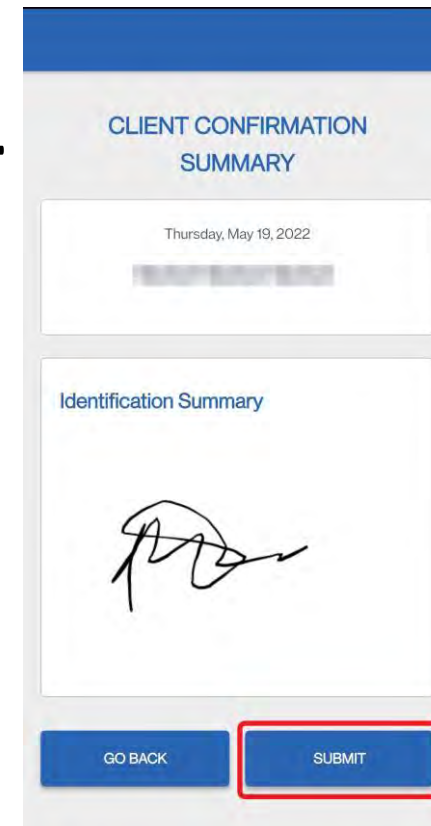 CLIENT CONFIRMATION
SUMMARY
Thursday, May 19, 2022
Identification Summary
GO BACK
SUBMIT